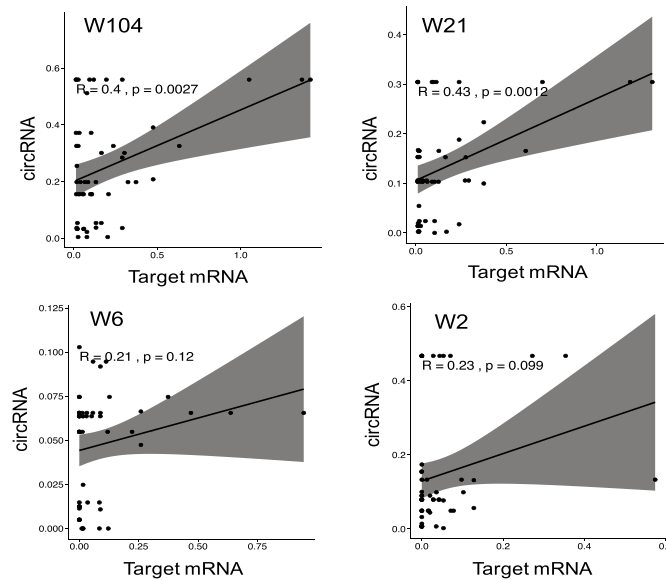 W104
R = 0.4 , p = 0.0027
circRNA
0.6
0.4
0.2
0.0
0.0 0.5 1.0
Target mRNA
W21
R = 0.43 , p = 0.0012
circRNA
0.4
0.3
0.2
0.1
0.0
0.0 0.5 1.0
Target mRNA
W6
R = 0.21 , p = 0.12
circRNA
0.125
0.100
0.075
0.050
0.025
0.000
0.00 0.25 0.50 0.75
Target mRNA
W2
R = 0.23 , p = 0.099
circRNA
0.6
0.4
0.2
0.0
0.0 0.2 0.4
Target mRNA